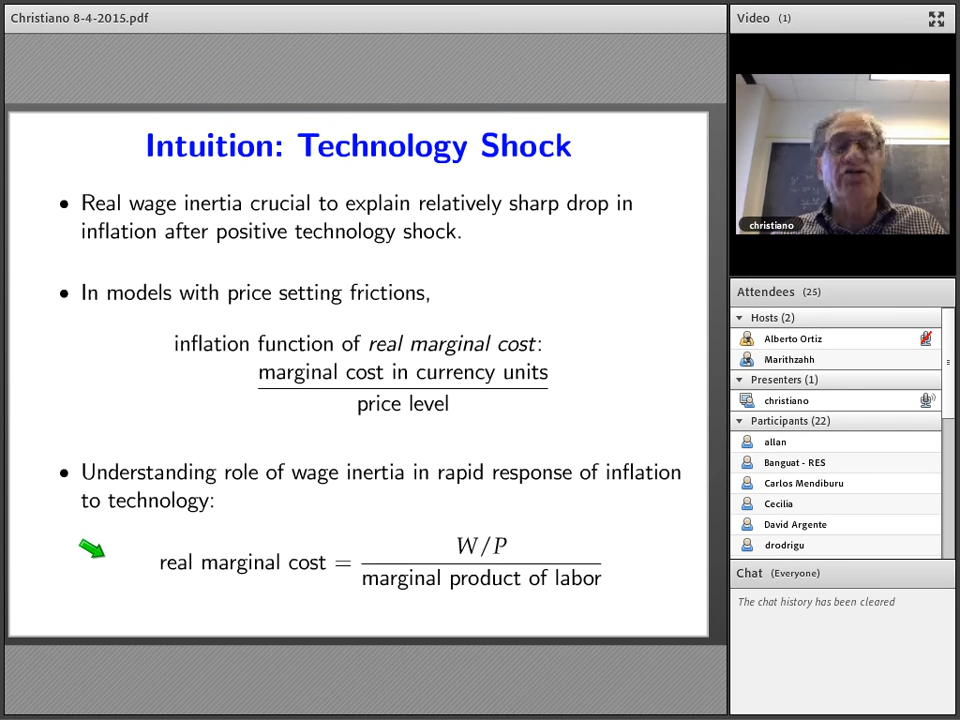 Christiano 8-4-2015.pdf
Intuition: Technology Shock
• Real wage inertia crucial to explain relatively sharp drop in
inflation after positive technology shock.
• In models with price setting frictions,
inflation function of real marginal cost:
marginal cost in currency units
price level
• Understanding role of wage inertia in rapid response of inflation
to technology:
real marginal cost =
W/P
marginal product of labor
Video (1)
christiano
Attendees (25)
Hosts (2)
Alberto Ortiz
Marithzahh
Presenters (1)
christiano
Participants (22)
allan
Banguat - RES
Carlos Mendiburu
Cecilia
David Argente
drodrigu
Chat (Everyone)
The chat history has been cleared